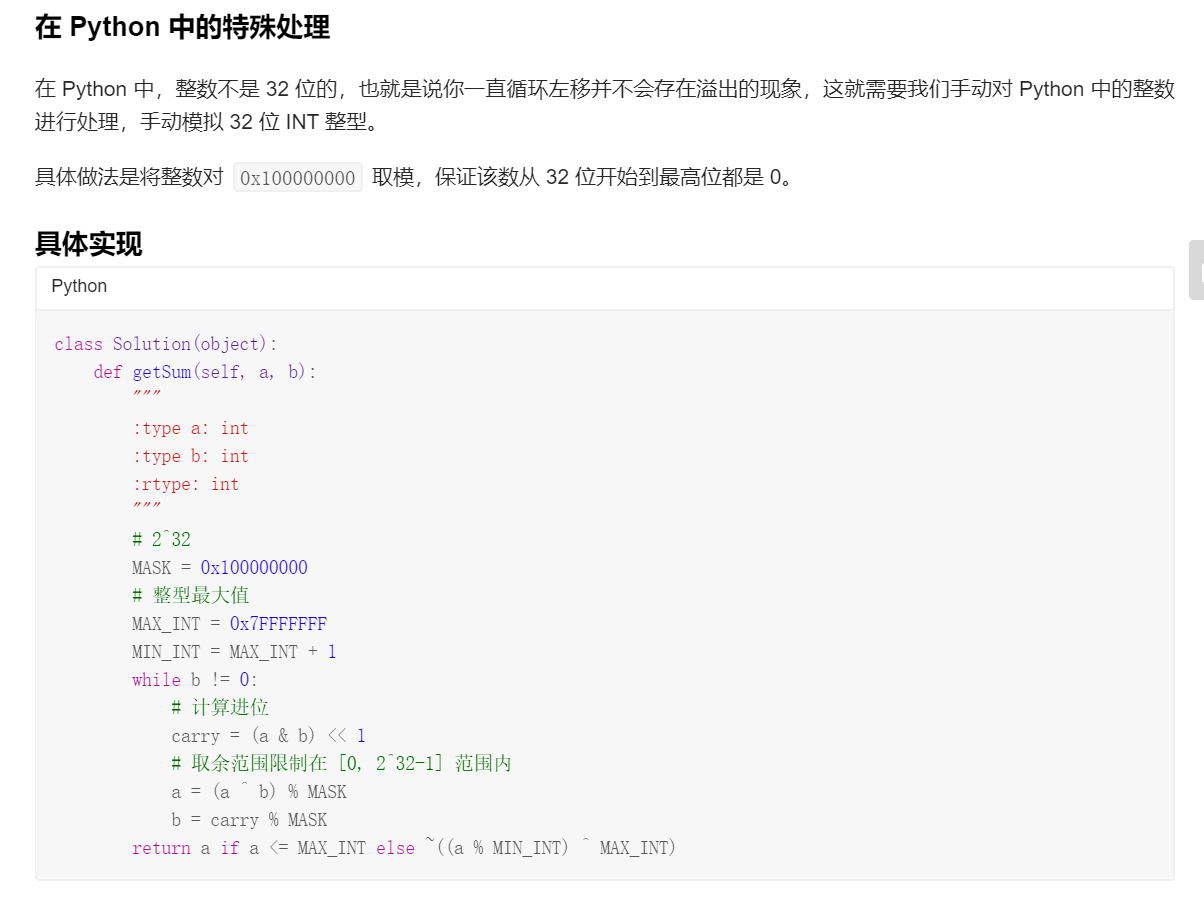 在 Python 中的特殊处理
在 Python 中，整数不是 32 位的，也就是说你一直循环左移并不会存在溢出的现象，这就需要我们手动对 Python 中的整数
进行处理，手动模拟 32 位 INT 整型。
具体做法是将整数对 0x100000000 取模，保证该数从 32 位开始到最高位都是 0。
具体实现
Python
class Solution(object):
    def getSum(self, a, b):
        """
        :type a: int
        :type b: int
        :rtype: int
        """
        # 2^32
        MASK = 0x100000000
        # 整型最大值
        MAX_INT = 0x7FFFFFFF
        MIN_INT = MAX_INT + 1
        while b != 0:
            # 计算进位
            carry = (a & b) << 1
            # 取余范围限制在 [0, 2^32-1] 范围内
            a = (a ^ b) % MASK
            b = carry % MASK
        return a if a <= MAX_INT else ~((a % MIN_INT) ^ MAX_INT)